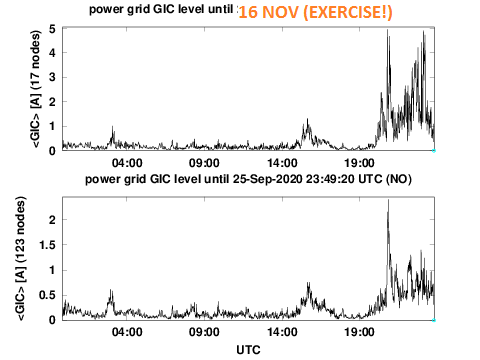 power grid GIC level until 16 NOV (EXERCISE!)
<GIC> [A] (17 nodes)
5
4
3
2
1
0
04:00 09:00 14:00 19:00
power grid GIC level until 25-Sep-2020 23:49:20 UTC (NO)
<GIC> [A] (123 nodes)
2
1.5
1
0.5
0
04:00 09:00 14:00 19:00
UTC